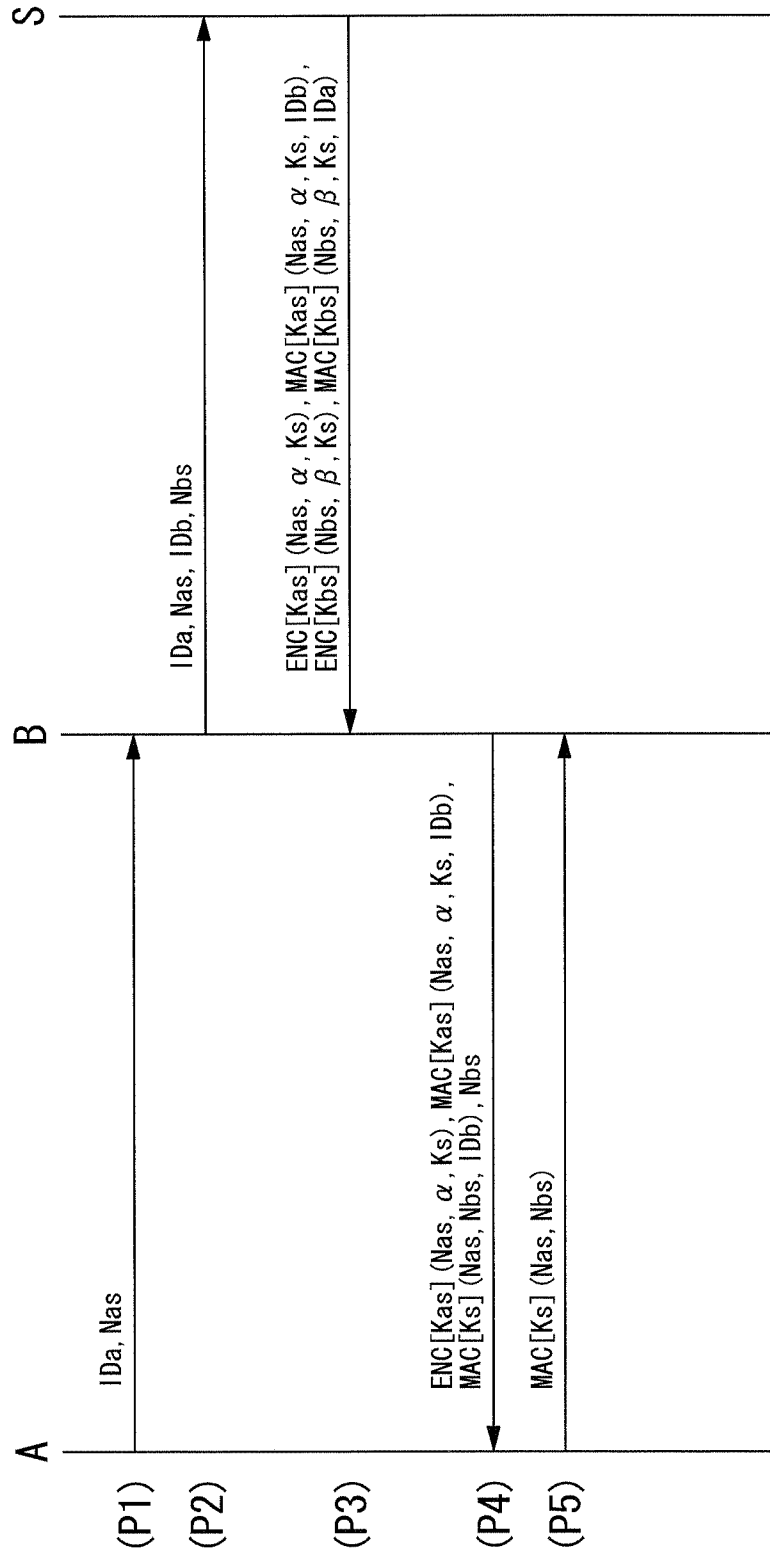 A
B
S
(P1)
IDa, Nas
(P2)
IDa, Nas, IDb, Nbs
(P3)
ENC[Kas](Nas, α, Ks), MAC[Kas](Nas, α, Ks, IDb),
ENC[Kbs](Nbs, β, Ks), MAC[Kbs](Nbs, β, Ks, IDa)
(P4)
ENC[Kas](Nas, α, Ks), MAC[Kas](Nas, α, Ks, IDb),
MAC[Ks](Nas, Nbs, IDb), Nbs
(P5)
MAC[Ks](Nas, Nbs)